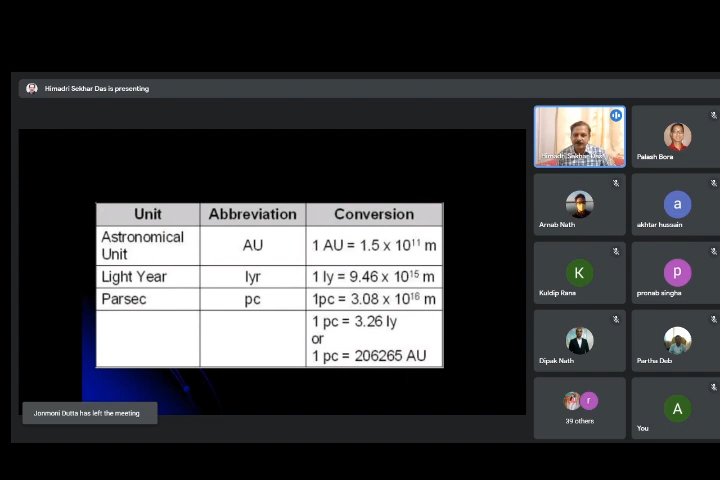 Himadri Sekhar Das is presenting
Unit Abbreviation Conversion
Astronomical
Unit
AU
1 AU = 1.5 x 10¹¹ m
Light Year lyr 1 ly = 9.46 x 10¹⁵ m
Parsec pc 1pc = 3.08 x 10¹⁶ m
1 pc = 3.26 ly
or
1 pc = 206265 AU
Jonmoni Dutta has left the meeting
Himadri Sekhar Das
Palash Bora
Arnab Nath
a
akhtar hussain
K
Kuldip Rana
p
pronab singha
Dipak Nath
Partha Deb
r
39 others
A
You